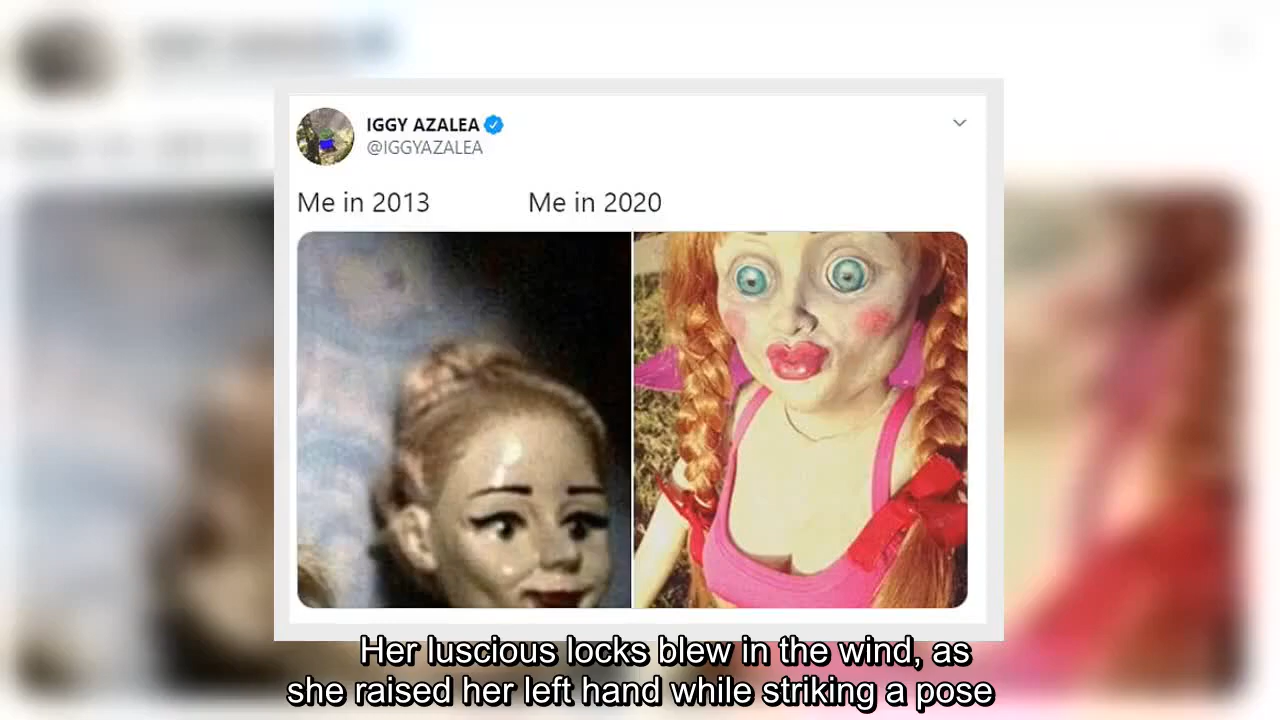 IGGY AZALEA
@IGGYAZALEA
Me in 2013 Me in 2020
Her luscious locks blew in the wind, as
she raised her left hand while striking a pose